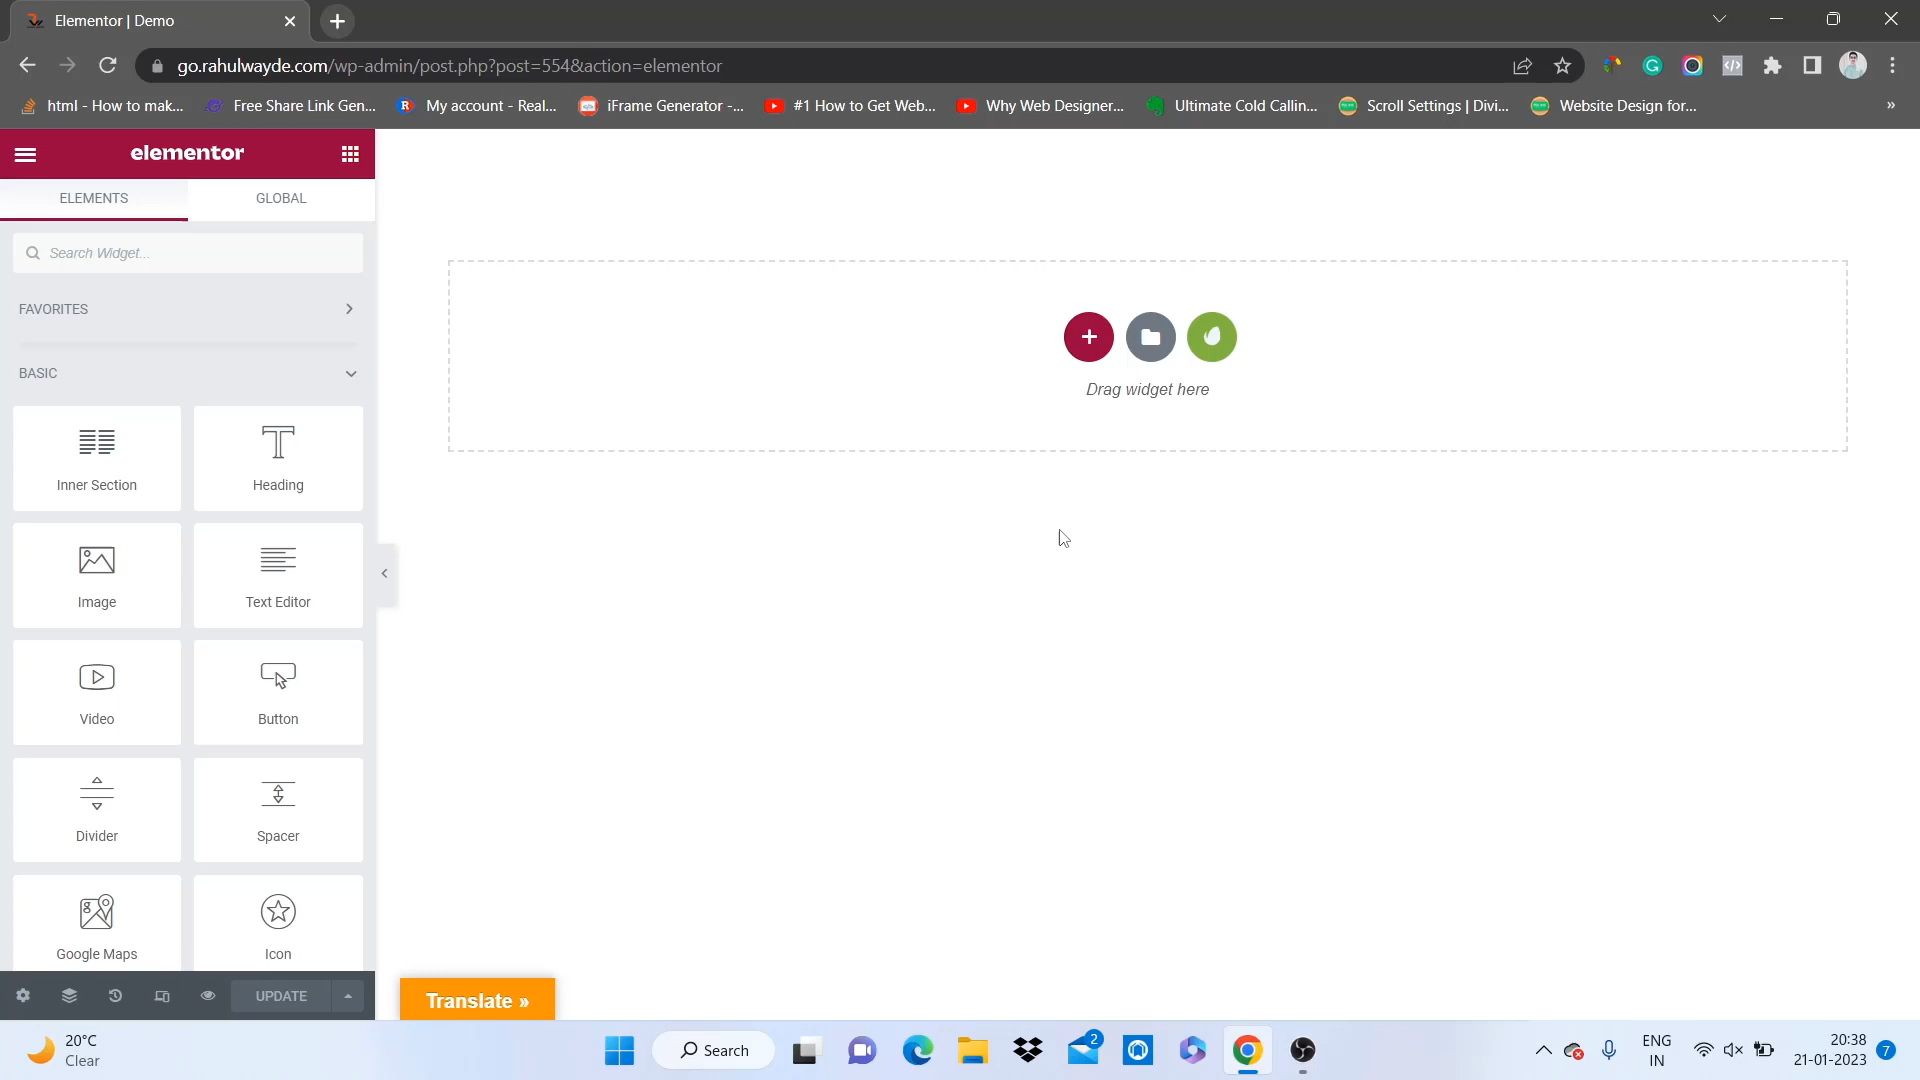 Elementor | Demo
go.rahulwayde.com/wp-admin/post.php?post=554&action=elementor
html - How to mak...
Free Share Link Gen...
My account - Real...
iFrame Generator -...
#1 How to Get Web...
Why Web Designer...
Ultimate Cold Callin...
Scroll Settings | Divi...
Website Design for...
»
elementor
ELEMENTS
GLOBAL
Search Widget...
FAVORITES
BASIC
Drag widget here
Inner Section
Heading
Image
Text Editor
Video
Button
Divider
Spacer
Google Maps
Icon
UPDATE
Translate »
20°C
Clear
Search
2
ENG
IN
20:38
21-01-2023
7